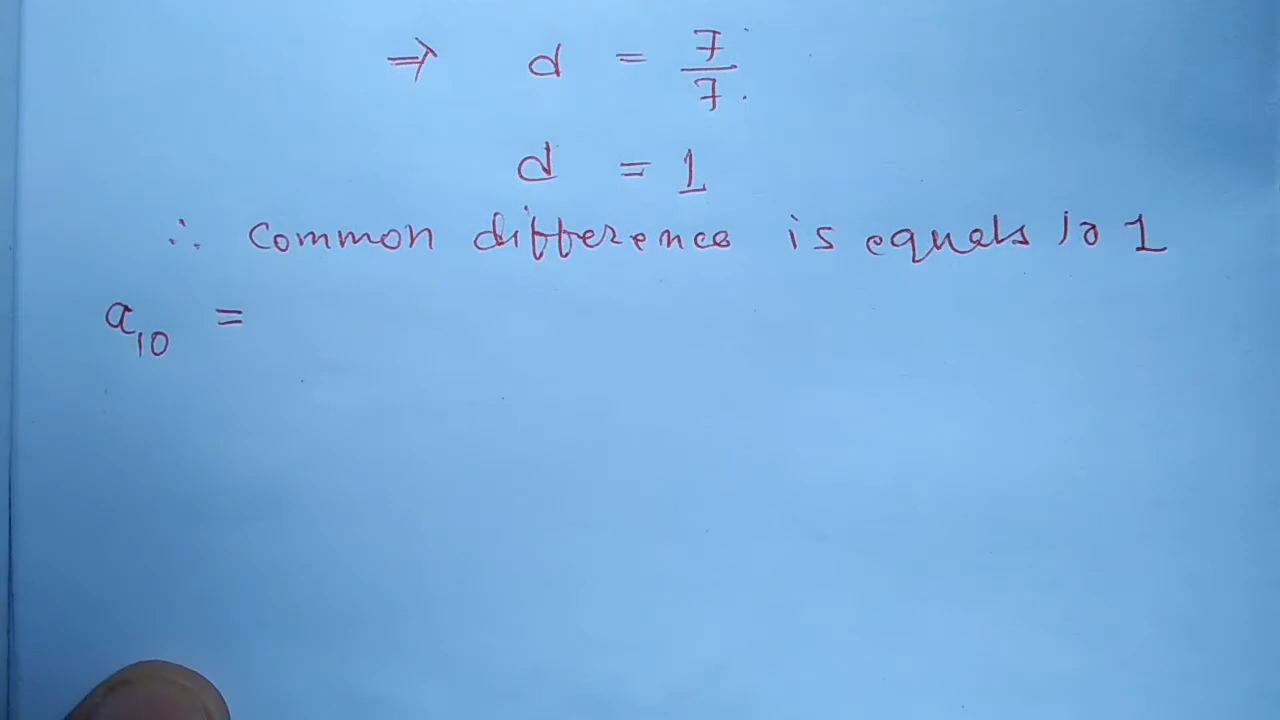 ⇒ d = 7/7
d = 1
∴ common difference is equals to 1
a₁₀ =